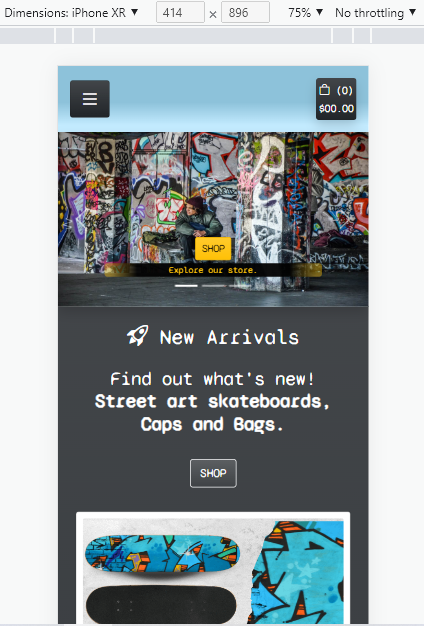 Dimensions: iPhone XR ▼ 414 × 896 75% ▼ No throttling ▼
(0)
$00.00
SHOP
Explore our store.
New Arrivals
Find out what's new!
Street art skateboards,
Caps and Bags.
SHOP